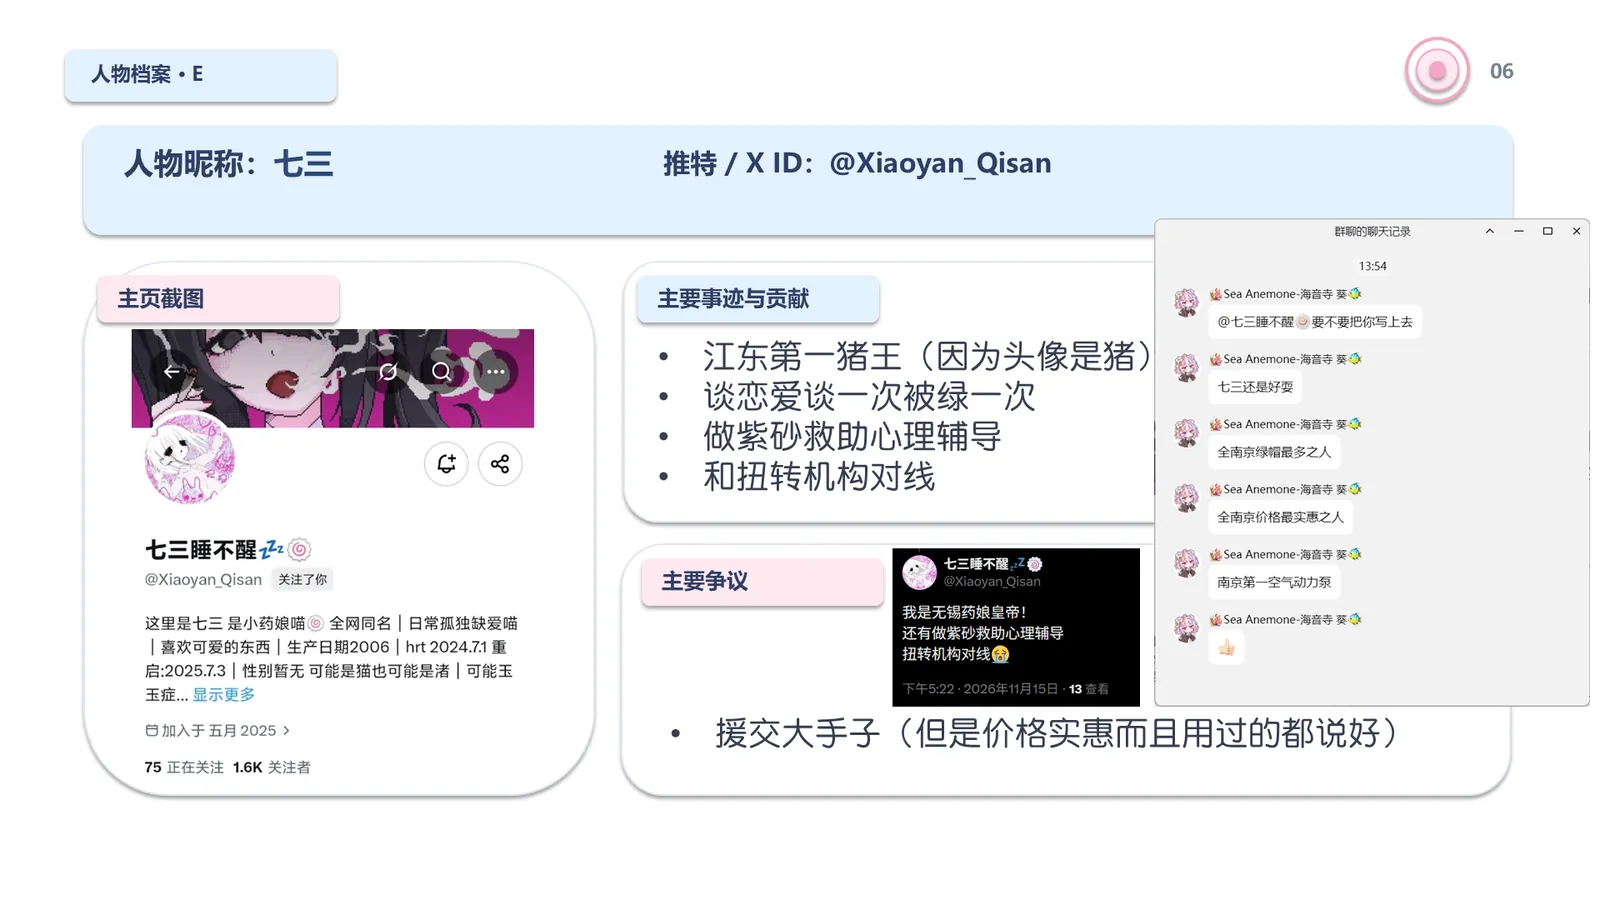 人物档案·E
06
人物昵称：七三
推特 / X ID：@Xiaoyan_Qisan
主页截图
七三睡不醒💤🍥
@Xiaoyan_Qisan 关注了你
这里是七三 是小药娘喵🍥 全网同名｜日常孤独缺爱喵
｜喜欢可爱的东西｜生产日期2006｜hrt 2024.7.1 重
启:2025.7.3｜性别暂无 可能是猫也可能是渚｜可能玉
玉症... 显示更多
加入于 五月 2025 >
75 正在关注 1.6K 关注者
主要事迹与贡献
• 江东第一猪王（因为头像是猪）
• 谈恋爱谈一次被绿一次
• 做紫砂救助心理辅导
• 和扭转机构对线
主要争议
七三睡不醒💤🍥
@Xiaoyan_Qisan
我是无锡药娘皇帝！
还有做紫砂救助心理辅导
扭转机构对线😭
下午5:22 · 2026年11月15日 · 13 查看
• 援交大手子（但是价格实惠而且用过的都说好）
群聊的聊天记录
13:54
🪸Sea Anemone-海音寺 葵🐠
@七三睡不醒🍥要不要把你写上去
🪸Sea Anemone-海音寺 葵🐠
七三还是好耍
🪸Sea Anemone-海音寺 葵🐠
全南京绿帽最多之人
🪸Sea Anemone-海音寺 葵🐠
全南京价格最实惠之人
🪸Sea Anemone-海音寺 葵🐠
南京第一空气动力泵
🪸Sea Anemone-海音寺 葵🐠
👍🏻